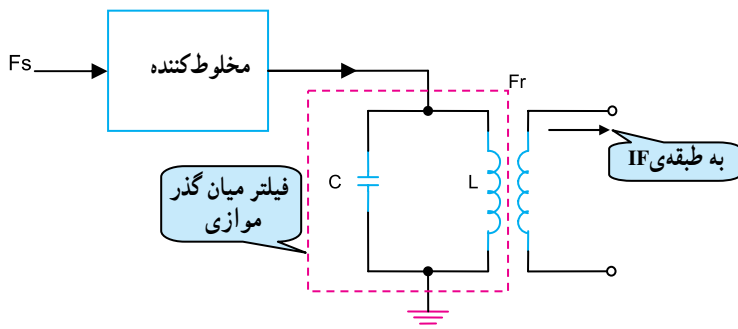 Fs
مخلوط کننده
Fr
C
L
به طبقه‌ی IF
فیلتر میان گذر
موازی